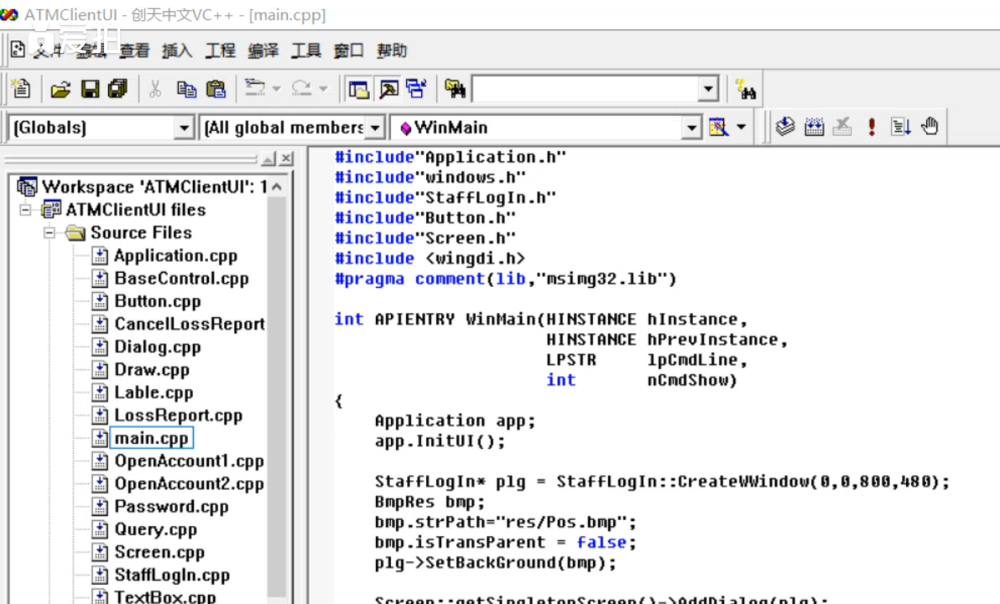 ATMClientUI - 创天中文VC++ - [main.cpp]
爱拍
文件 编辑 查看 插入 工程 编译 工具 窗口 帮助
(Globals) (All global members WinMain
Workspace 'ATMClientUI': 1
ATMClientUI files
Source Files
Application.cpp
BaseControl.cpp
Button.cpp
CancelLossReport
Dialog.cpp
Draw.cpp
Lable.cpp
LossReport.cpp
main.cpp
OpenAccount1.cpp
OpenAccount2.cpp
Password.cpp
Query.cpp
Screen.cpp
StaffLogIn.cpp
TextBox.cpp
#include"Application.h"
#include"windows.h"
#include"StaffLogIn.h"
#include"Button.h"
#include"Screen.h"
#include <wingdi.h>
#pragma comment(lib,"msimg32.lib")
int APIENTRY WinMain(HINSTANCE hInstance,
HINSTANCE hPrevInstance,
LPSTR lpCmdLine,
int nCmdShow)
{
Application app;
app.InitUI();
StaffLogIn* plg = StaffLogIn::CreateWWindow(0,0,800,480);
BmpRes bmp;
bmp.strPath="res/Pos.bmp";
bmp.isTransParent = false;
plg->SetBackGround(bmp);
Screen::getSingletonScreen()->AddDialog(plg);